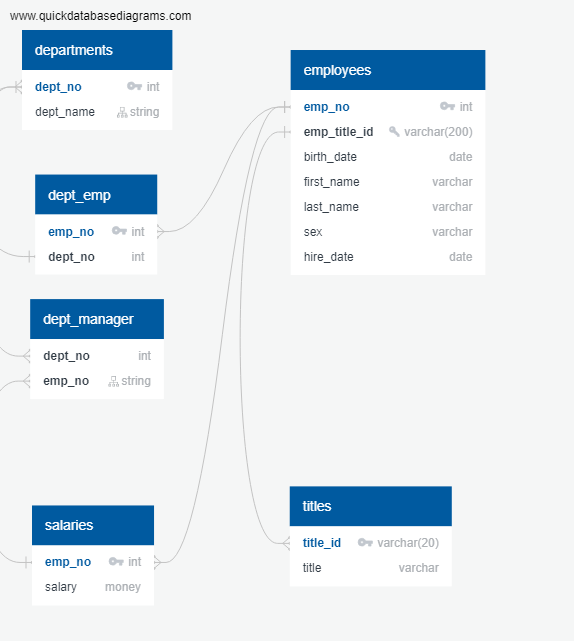 www.quickdatabasediagrams.com
departments
dept_no int
dept_name string
employees
emp_no int
emp_title_id varchar(200)
birth_date date
first_name varchar
last_name varchar
sex varchar
hire_date date
dept_emp
emp_no int
dept_no int
dept_manager
dept_no int
emp_no string
salaries
emp_no int
salary money
titles
title_id varchar(20)
title varchar